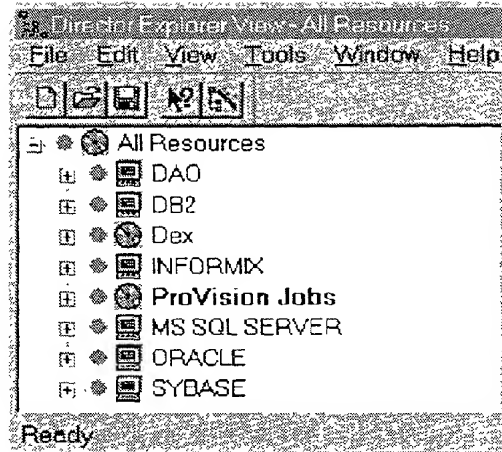 Director Explorer View - All Resources
File Edit View Tools Window Help
All Resources
DAO
DB2
Dex
INFORMIX
ProVision Jobs
MS SQL SERVER
ORACLE
SYBASE
Ready